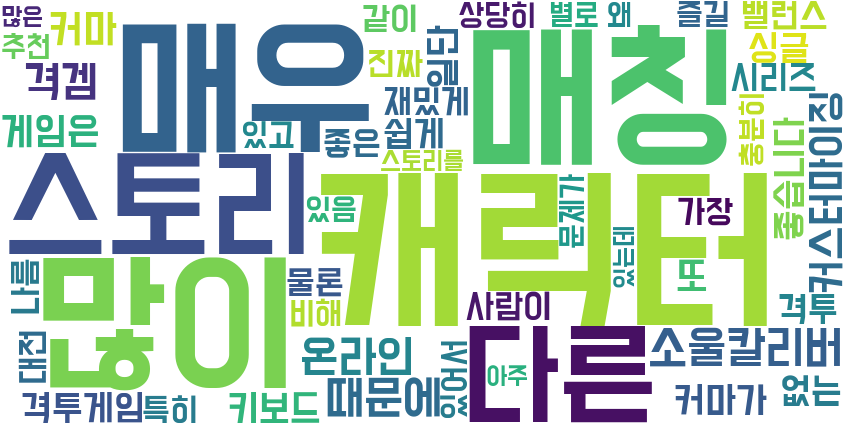 많은
추천
커마
격겜
게임은
매우
있고
좋은
같이
진짜
일단
재밌게
쉽게
스토리를
상당히
별로
왜
즐길
밸런스
싱글
시리즈
매칭
충분히
좋습니다
커스터마이징
스토리
캐릭터
있음
문제가
있는데
가장
또
나름
대전
많이
물론
비해
사람이
격투
온라인
때문에
있어서
아주
다른
소울칼리버
커마가
없는
격투게임
특히
키보드